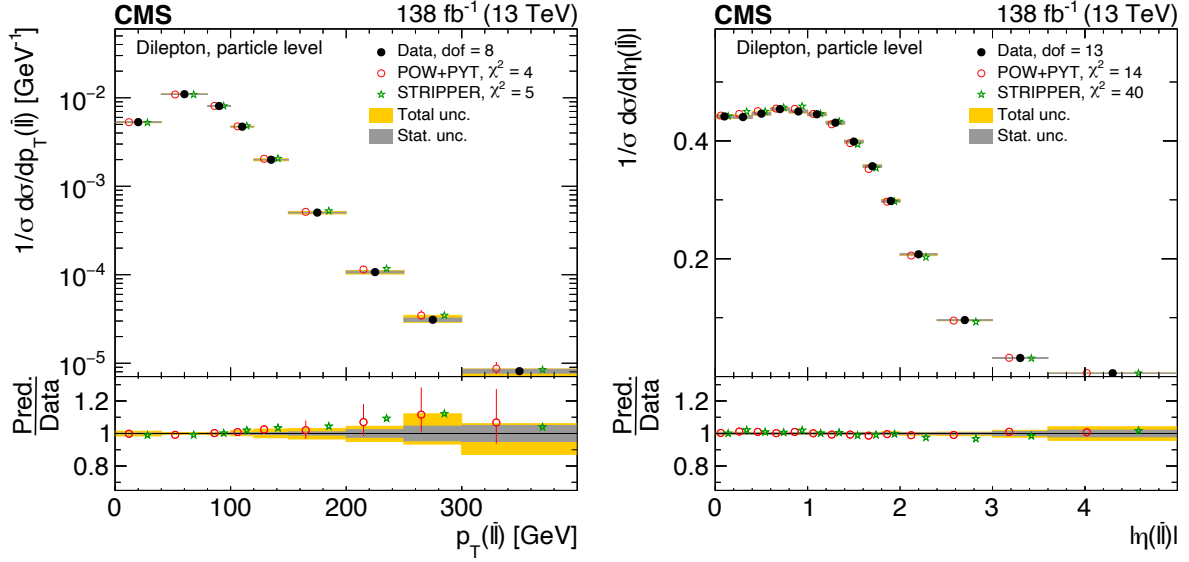 CMS 138 fb⁻¹ (13 TeV)
Dilepton, particle level
Data, dof = 8
POW+PYT, χ² = 4
STRIPPER, χ² = 5
Total unc.
Stat. unc.
1/σ dσ/dp_T(ll̄) [GeV⁻¹]
10⁻²
10⁻³
10⁻⁴
10⁻⁵
Pred.
Data
1.2
1
0.8
0 100 200 300
p_T(ll̄) [GeV]
CMS 138 fb⁻¹ (13 TeV)
Dilepton, particle level
Data, dof = 13
POW+PYT, χ² = 14
STRIPPER, χ² = 40
Total unc.
Stat. unc.
1/σ dσ/d|η(ll̄)|
0.4
0.2
Pred.
Data
1.2
1
0.8
0 1 2 3 4
|η(ll̄)|